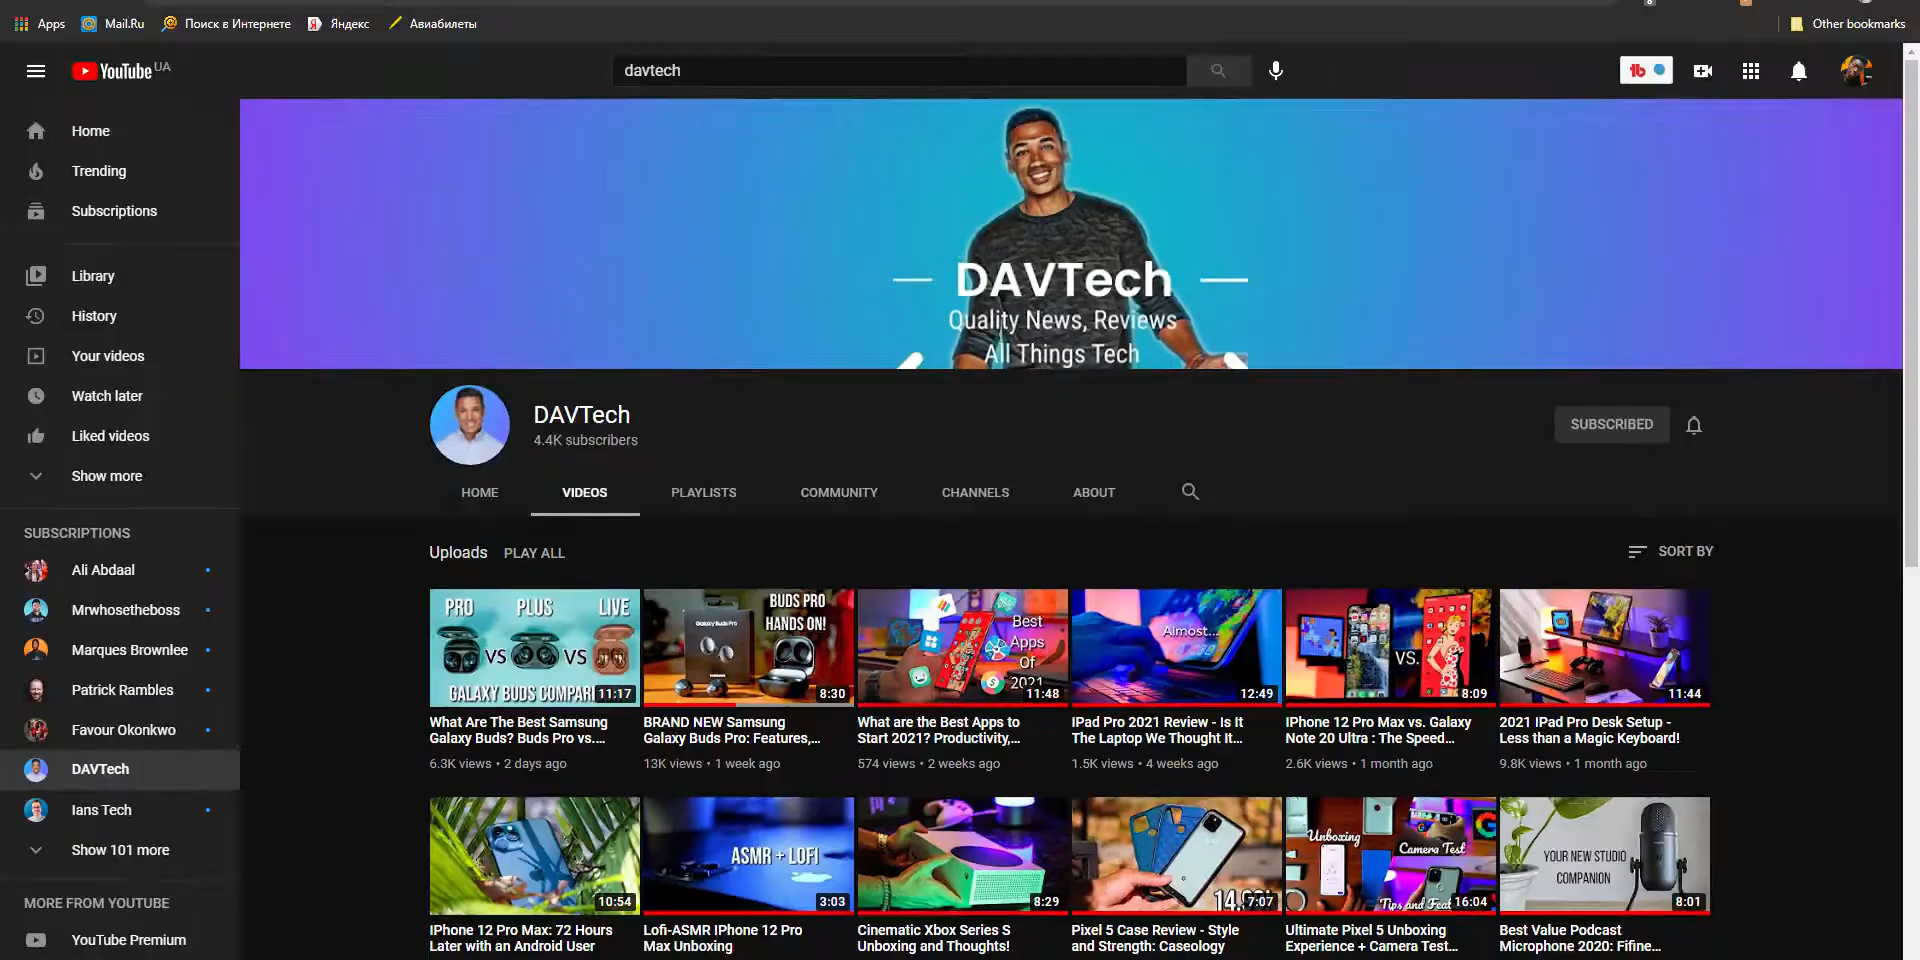 Apps
Mail.Ru
Поиск в Интернете
Яндекс
Авиабилеты
Other bookmarks
YouTube UA
davtech
Home
Trending
Subscriptions
Library
History
Your videos
Watch later
Liked videos
Show more
SUBSCRIPTIONS
Ali Abdaal
Mrwhosetheboss
Marques Brownlee
Patrick Rambles
Favour Okonkwo
DAVTech
Ians Tech
Show 101 more
MORE FROM YOUTUBE
YouTube Premium
DAVTech
Quality News, Reviews
All Things Tech
DAVTech
4.4K subscribers
SUBSCRIBED
HOME
VIDEOS
PLAYLISTS
COMMUNITY
CHANNELS
ABOUT
Uploads
PLAY ALL
SORT BY
PRO PLUS LIVE
VS VS
GALAXY BUDS COMPARI
11:17
What Are The Best Samsung
Galaxy Buds? Buds Pro vs....
6.3K views • 2 days ago
BUDS PRO
HANDS ON!
Galaxy Buds Pro
8:30
BRAND NEW Samsung
Galaxy Buds Pro: Features,...
13K views • 1 week ago
Best
Apps
Of
2021
11:48
What are the Best Apps to
Start 2021? Productivity,...
574 views • 2 weeks ago
Almost...
12:49
IPad Pro 2021 Review - Is It
The Laptop We Thought It...
1.5K views • 4 weeks ago
VS.
8:09
IPhone 12 Pro Max vs. Galaxy
Note 20 Ultra : The Speed...
2.6K views • 1 month ago
11:44
2021 IPad Pro Desk Setup -
Less than a Magic Keyboard!
9.8K views • 1 month ago
10:54
IPhone 12 Pro Max: 72 Hours
Later with an Android User
ASMR + LOFI
3:03
Lofi-ASMR IPhone 12 Pro
Max Unboxing
8:29
Cinematic Xbox Series S
Unboxing and Thoughts!
7:07
Pixel 5 Case Review - Style
and Strength: Caseology
Unboxing
Camera Test
Tips and Feat
16:04
Ultimate Pixel 5 Unboxing
Experience + Camera Test...
YOUR NEW STUDIO
COMPANION
8:01
Best Value Podcast
Microphone 2020: Fifine...